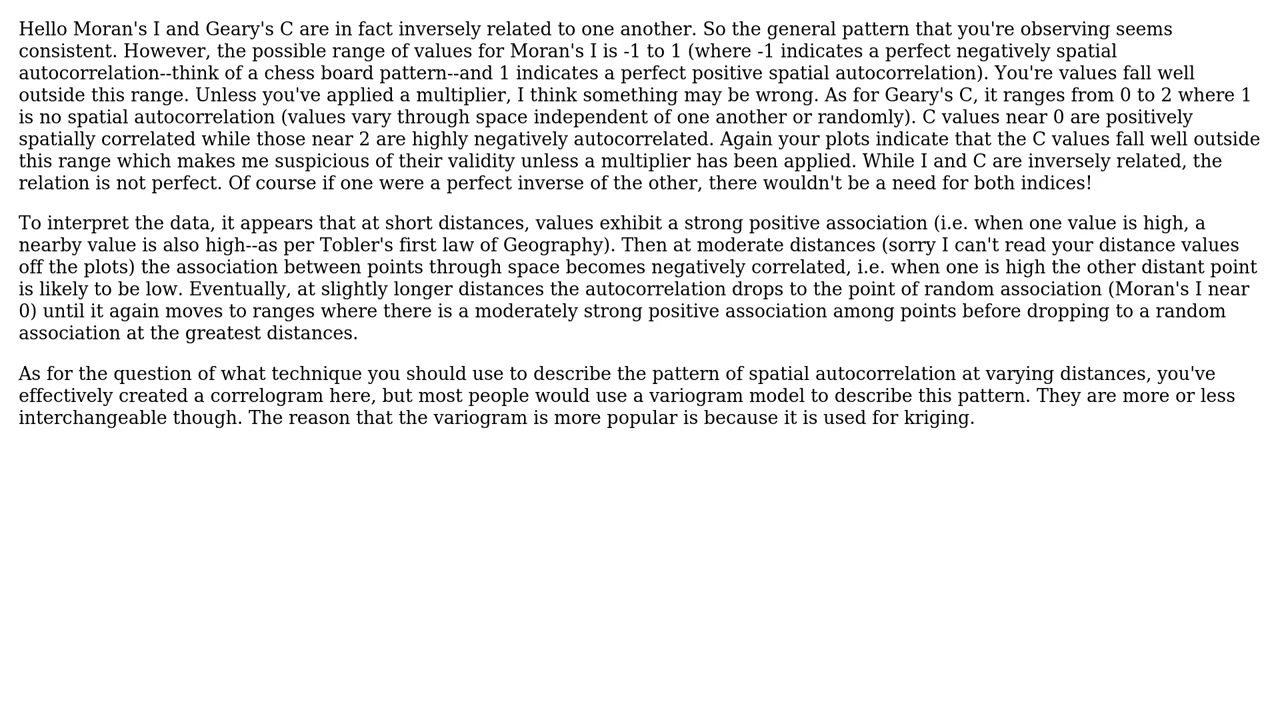 Hello Moran's I and Geary's C are in fact inversely related to one another. So the general pattern that you're observing seems
consistent. However, the possible range of values for Moran's I is -1 to 1 (where -1 indicates a perfect negatively spatial
autocorrelation--think of a chess board pattern--and 1 indicates a perfect positive spatial autocorrelation). You're values fall well
outside this range. Unless you've applied a multiplier, I think something may be wrong. As for Geary's C, it ranges from 0 to 2 where 1
is no spatial autocorrelation (values vary through space independent of one another or randomly). C values near 0 are positively
spatially correlated while those near 2 are highly negatively autocorrelated. Again your plots indicate that the C values fall well outside
this range which makes me suspicious of their validity unless a multiplier has been applied. While I and C are inversely related, the
relation is not perfect. Of course if one were a perfect inverse of the other, there wouldn't be a need for both indices!
To interpret the data, it appears that at short distances, values exhibit a strong positive association (i.e. when one value is high, a
nearby value is also high--as per Tobler's first law of Geography). Then at moderate distances (sorry I can't read your distance values
off the plots) the association between points through space becomes negatively correlated, i.e. when one is high the other distant point
is likely to be low. Eventually, at slightly longer distances the autocorrelation drops to the point of random association (Moran's I near
0) until it again moves to ranges where there is a moderately strong positive association among points before dropping to a random
association at the greatest distances.
As for the question of what technique you should use to describe the pattern of spatial autocorrelation at varying distances, you've
effectively created a correlogram here, but most people would use a variogram model to describe this pattern. They are more or less
interchangeable though. The reason that the variogram is more popular is because it is used for kriging.